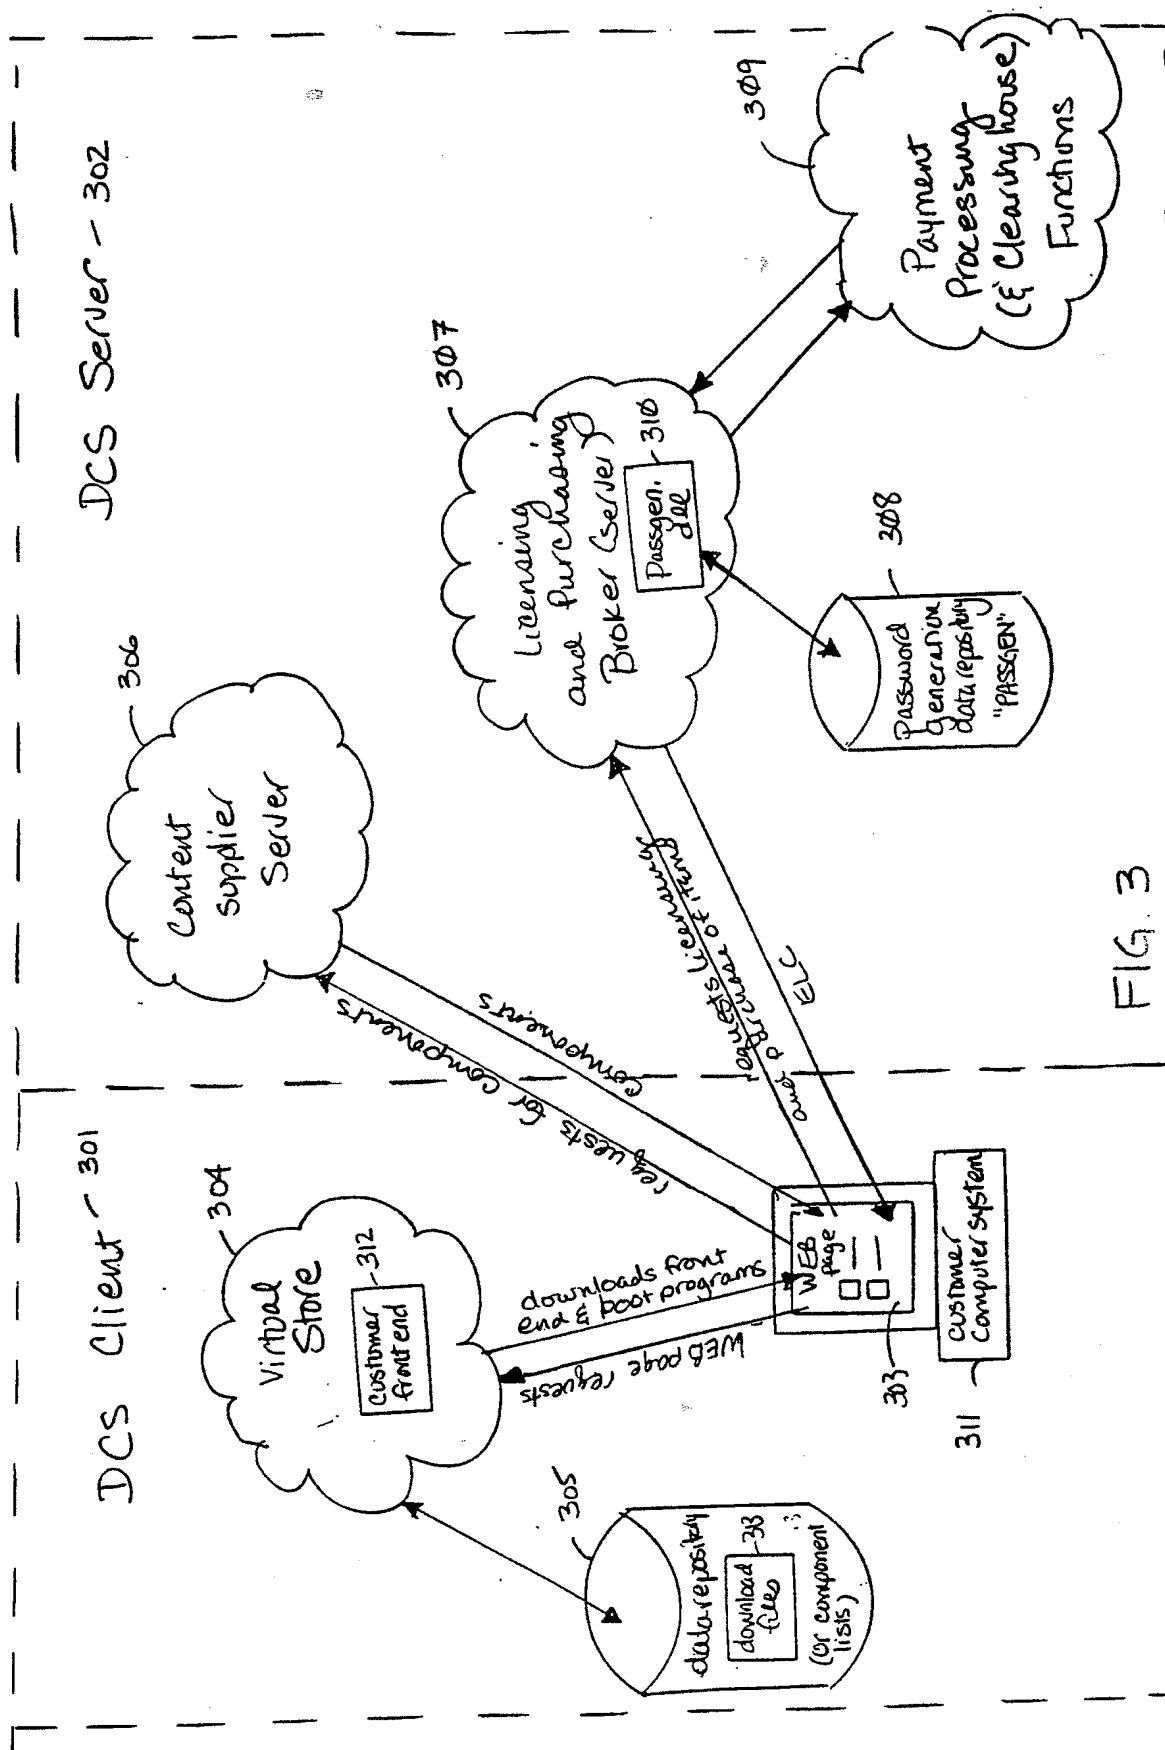 DCS Client - 301
DCS Server - 302
304
Virtual
Store
312
customer
front end
305
data repository
313
download
files
(or component
lists)
WEB page requests
downloads front
end & boot programs
WEB
page
303
customer
computer system
311
requests for components
components
306
Content
Supplier
Server
requests license
and purchase of items
ELC
307
Licensing
and Purchasing
Broker (server)
310
Passgen.
dll
308
Password
generation
data repository
"PASSGEN"
309
Payment
Processing
(& Clearinghouse)
Functions
FIG. 3